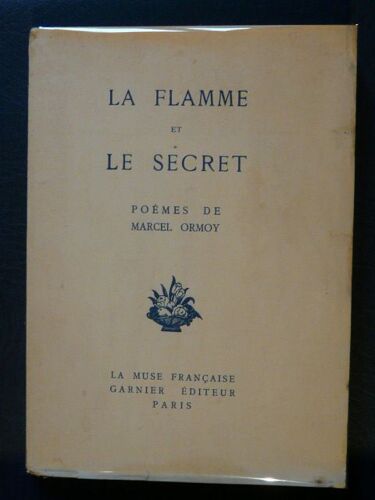 LA FLAMME
ET
LE SECRET
POÈMES DE
MARCEL ORMOY
LA MUSE FRANÇAISE
GARNIER ÉDITEUR
PARIS